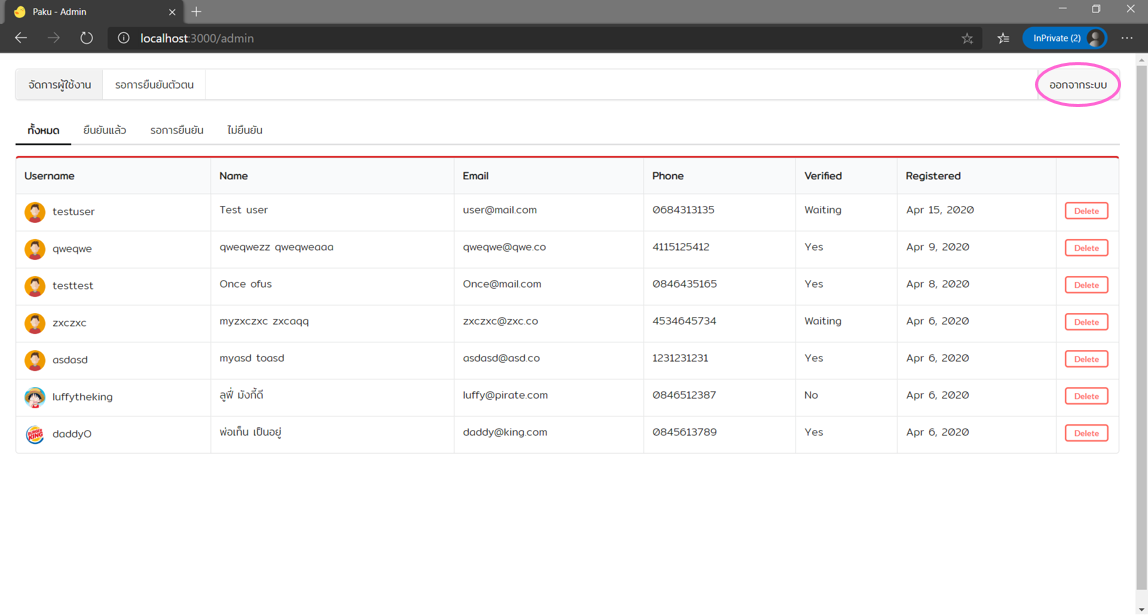 Paku - Admin
localhost:3000/admin
InPrivate (2)
จัดการผู้ใช้งาน รอการยืนยันตัวตน ออกจากระบบ
ทั้งหมด ยืนยันแล้ว รอการยืนยัน ไม่ยืนยัน
Username Name Email Phone Verified Registered
testuser Test user user@mail.com 0684313135 Waiting Apr 15, 2020 Delete
qweqwe qweqwezz qweqweaaa qweqwe@qwe.co 4115125412 Yes Apr 9, 2020 Delete
testtest Once ofus Once@mail.com 0846435165 Yes Apr 8, 2020 Delete
zxczxc myzxczxc zxcaqq zxczxc@zxc.co 4534645734 Waiting Apr 6, 2020 Delete
asdasd myasd toasd asdasd@asd.co 1231231231 Yes Apr 6, 2020 Delete
luffytheking ลูฟี่ มังกี้ดี luffy@pirate.com 0846512387 No Apr 6, 2020 Delete
BURGER KING daddyO พ่อเก็น เป็นอยู่ daddy@king.com 0845613789 Yes Apr 6, 2020 Delete